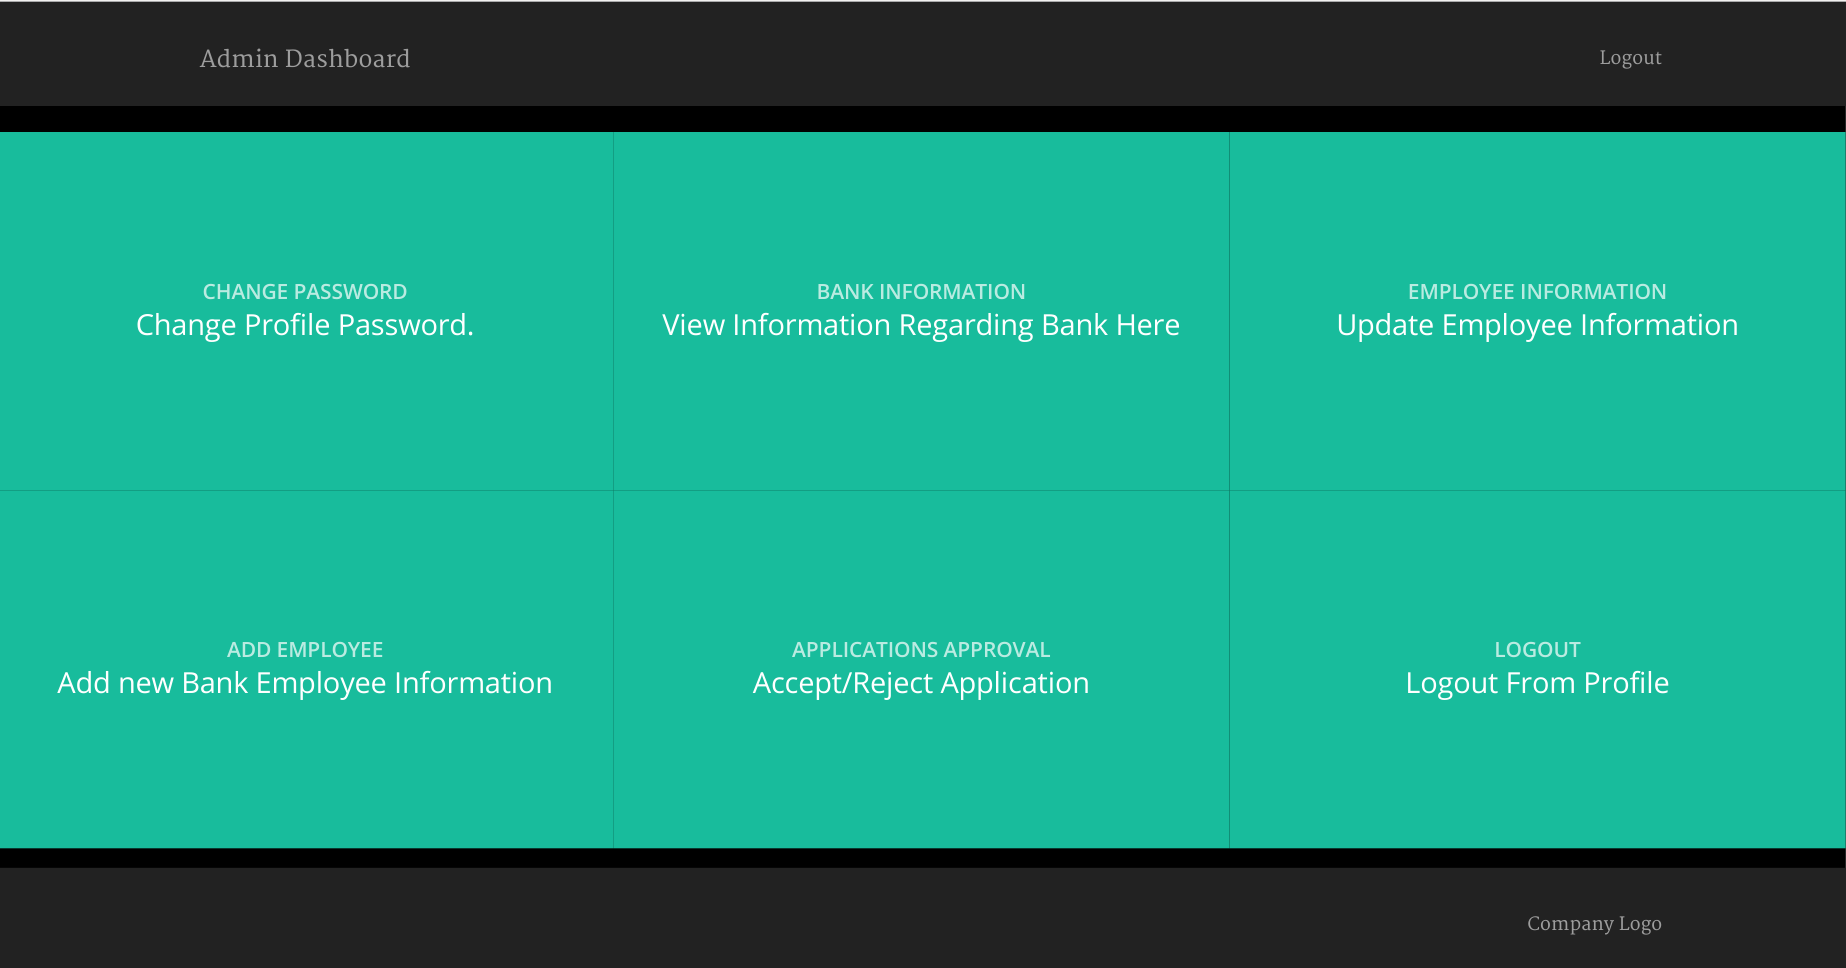 Admin Dashboard
Logout
CHANGE PASSWORD
Change Profile Password.
BANK INFORMATION
View Information Regarding Bank Here
EMPLOYEE INFORMATION
Update Employee Information
ADD EMPLOYEE
Add new Bank Employee Information
APPLICATIONS APPROVAL
Accept/Reject Application
LOGOUT
Logout From Profile
Company Logo